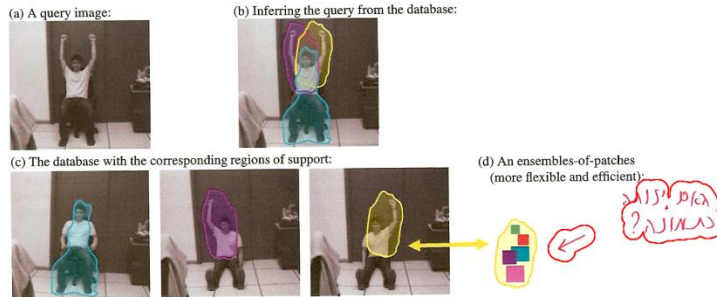 (a) A query image:
(b) Inferring the query from the database:
(c) The database with the corresponding regions of support:
(d) An ensembles-of-patches
(more flexible and efficient):
האם